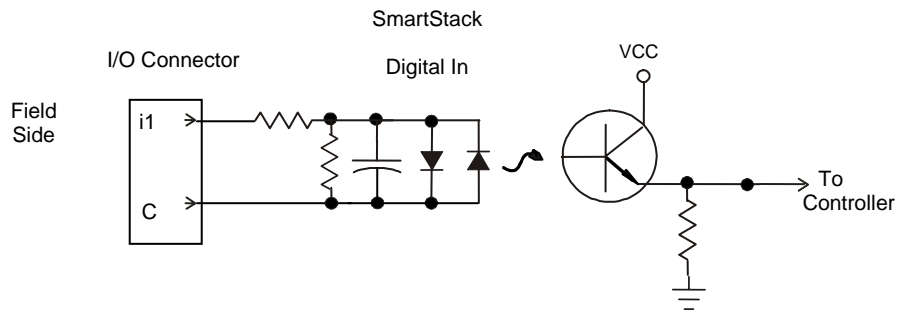 SmartStack
Digital In
I/O Connector
VCC
Field
Side
i1
C
To
Controller